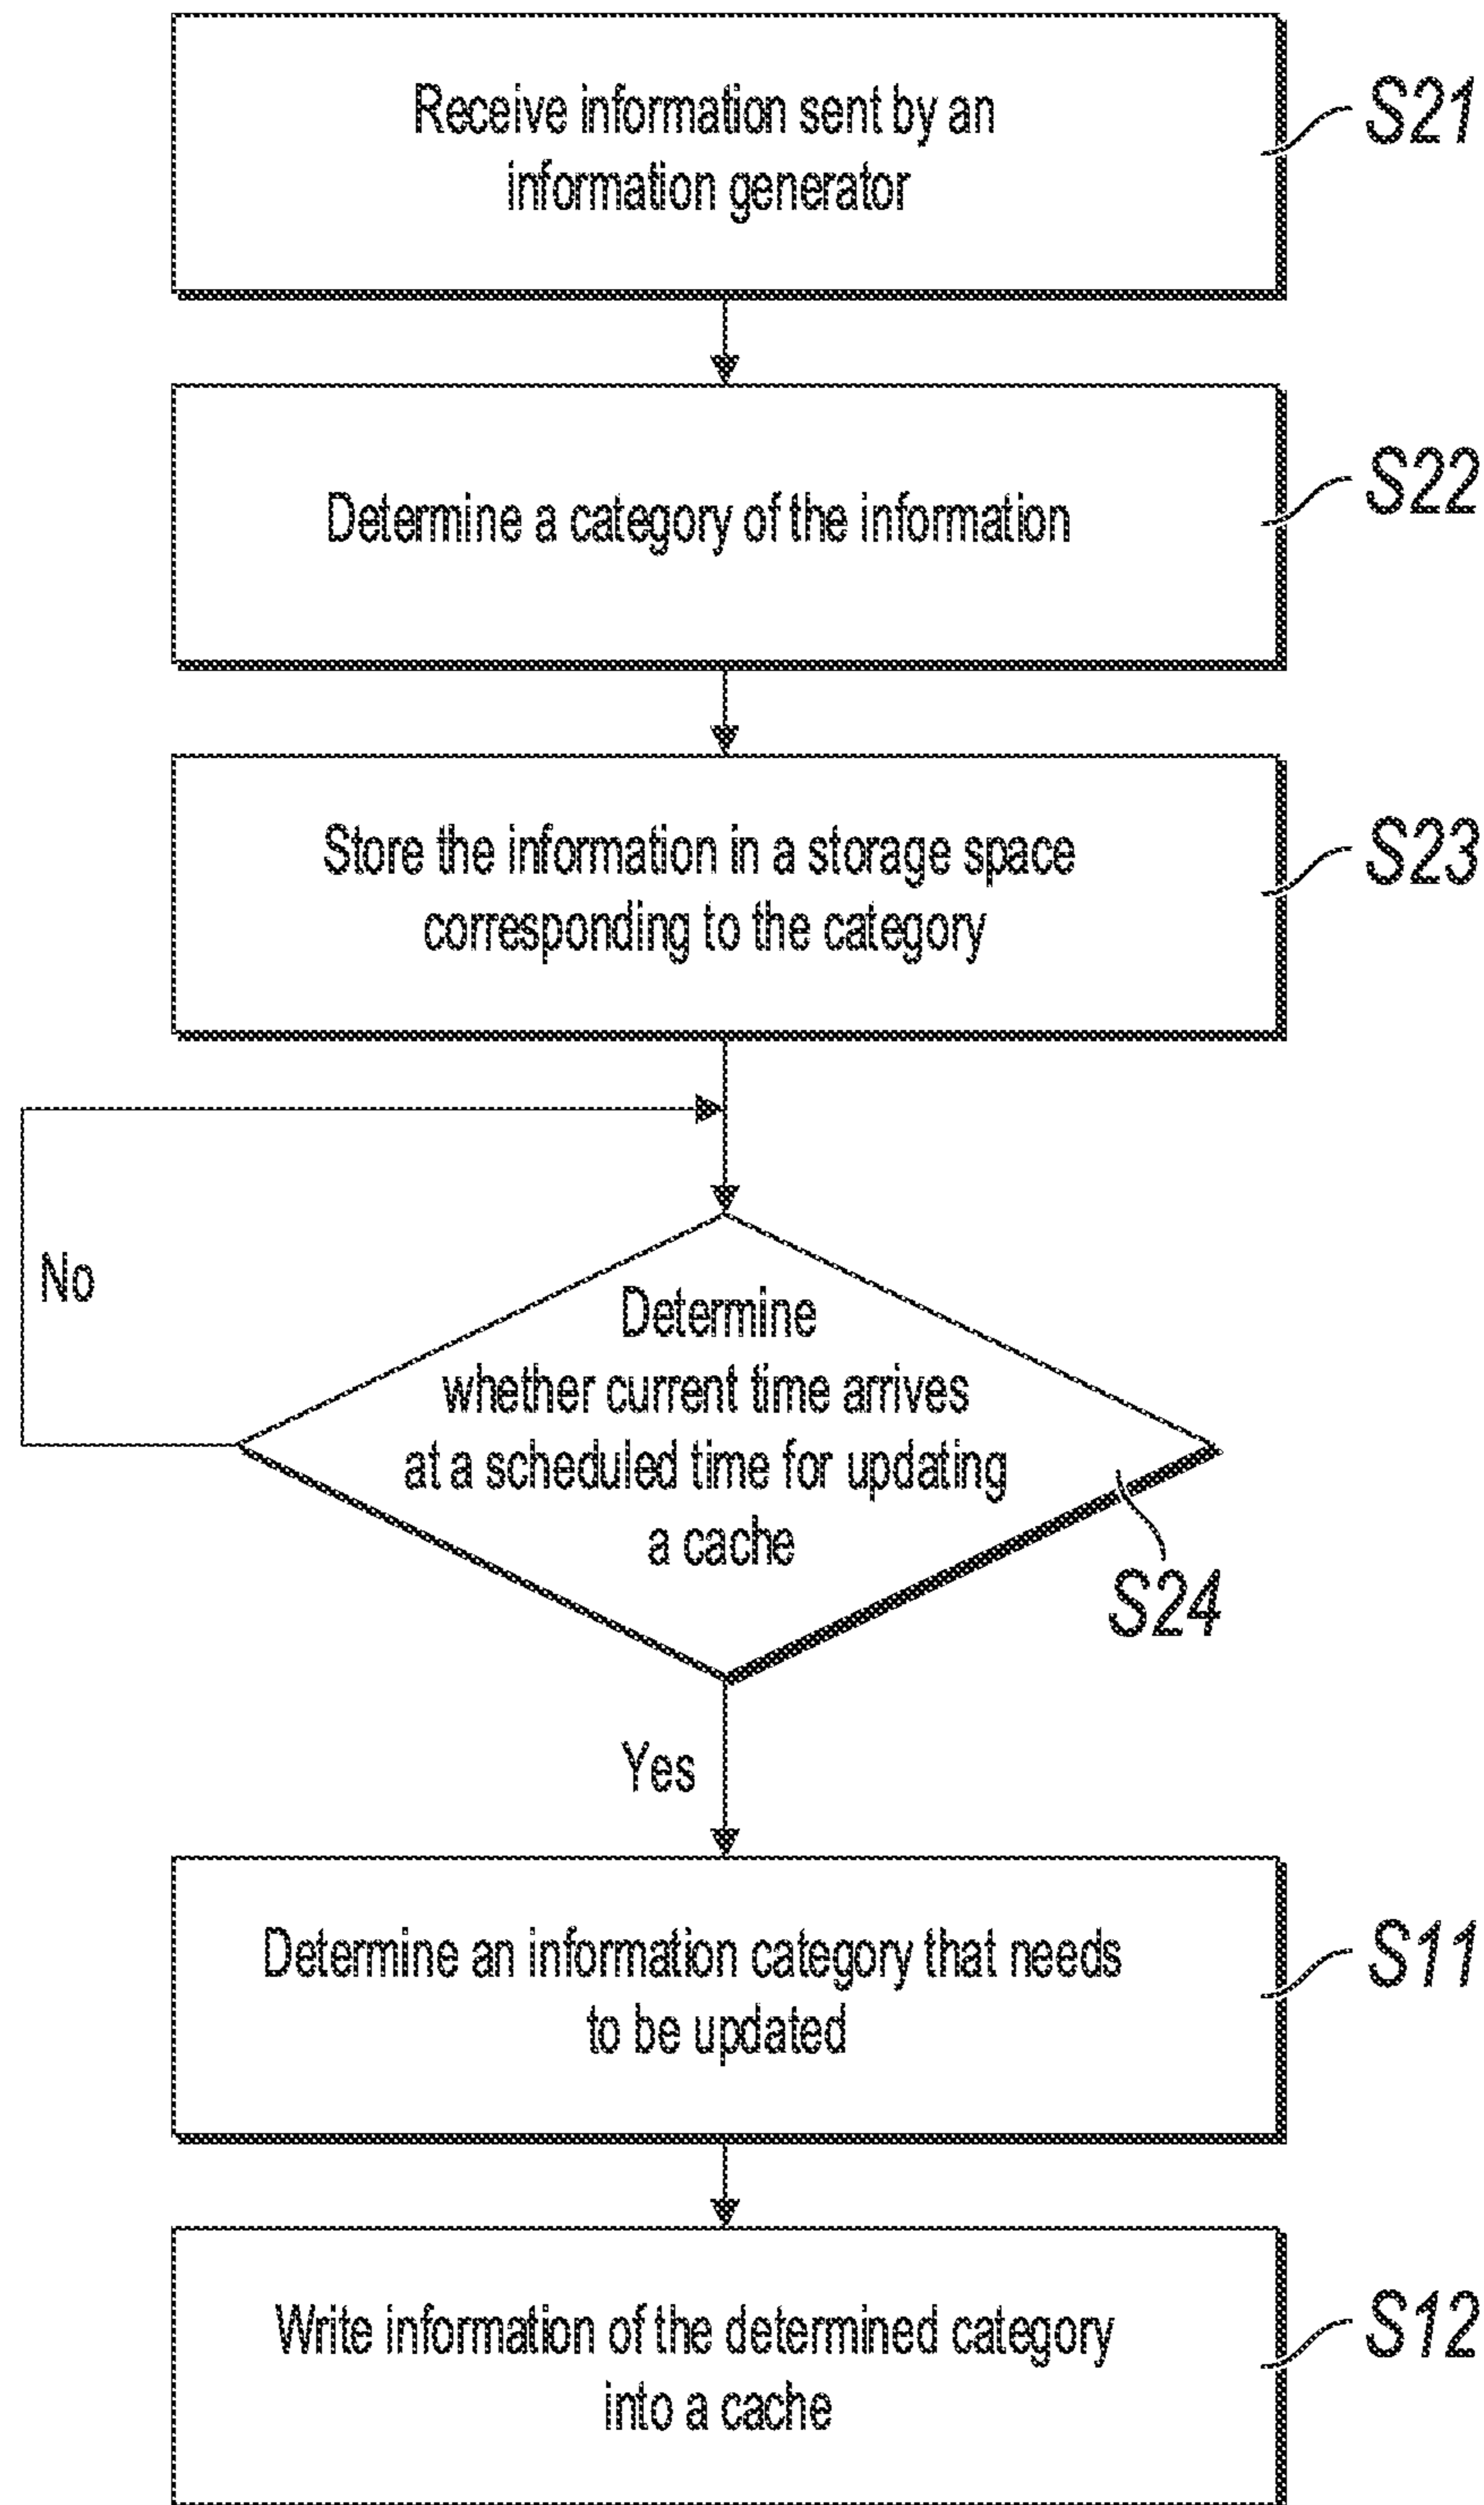 Receive information sent by an
information generator
S21
Determine a category of the information
S22
Store the information in a storage space
corresponding to the category
S23
No
Determine
whether current time arrives
at a scheduled time for updating
a cache
S24
Yes
Determine an information category that needs
to be updated
S11
Write information of the determined category
into a cache
S12